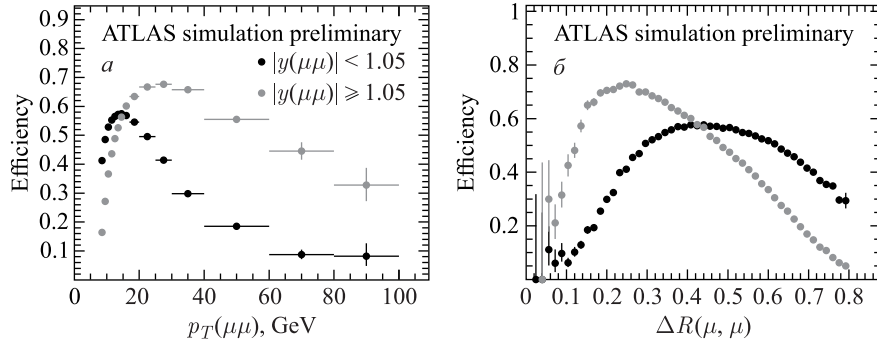 0.9
0.8
0.7
0.6
0.5
0.4
0.3
0.2
0.1
Efficiency
ATLAS simulation preliminary
а
|y(μμ)| < 1.05
|y(μμ)| ⩾ 1.05
0 20 40 60 80 100
p_T(μμ), GeV
1
0.8
0.6
0.4
0.2
Efficiency
ATLAS simulation preliminary
б
0 0.1 0.2 0.3 0.4 0.5 0.6 0.7 0.8
ΔR(μ, μ)